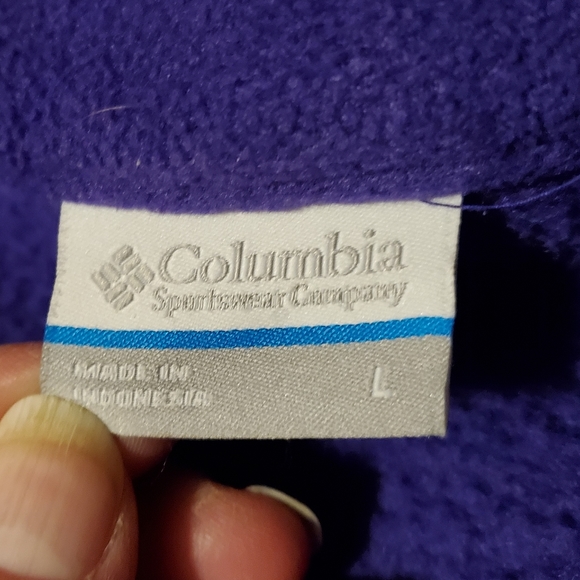 Columbia
Sportswear Company
MADE IN L
INDONESIA